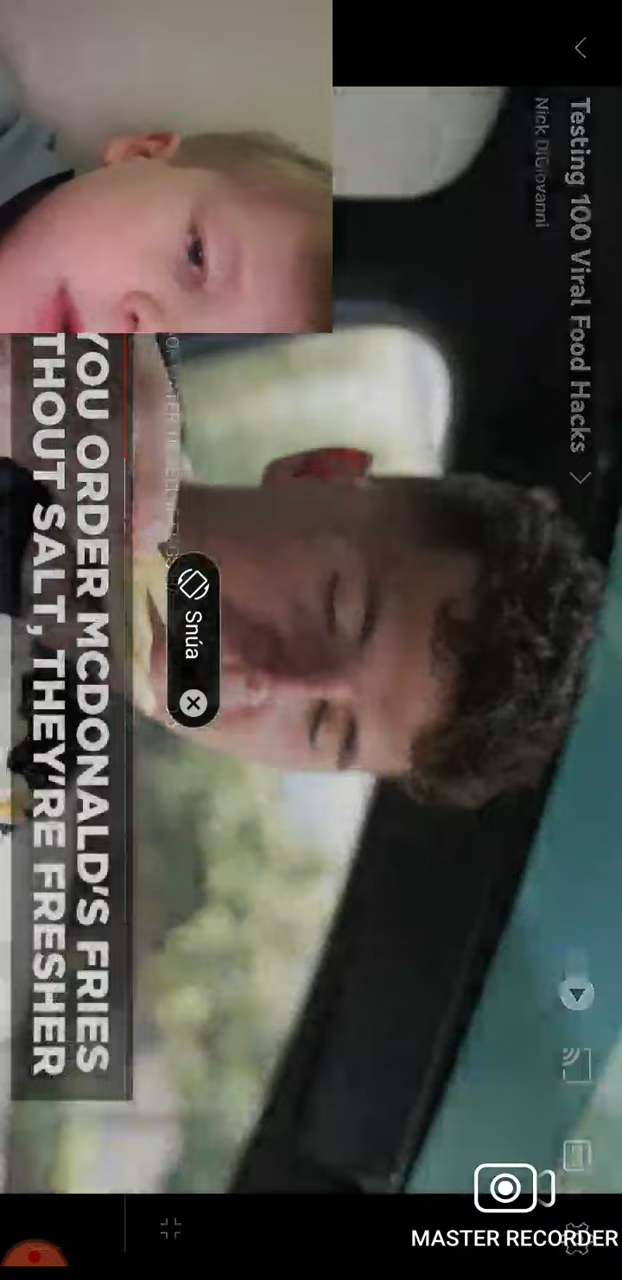 Testing 100 Viral Food Hacks
Nick DiGiovanni
Snúa
YOU ORDER MCDONALD'S FRIES
THOUT SALT, THEY'RE FRESHER
MASTER RECORDER